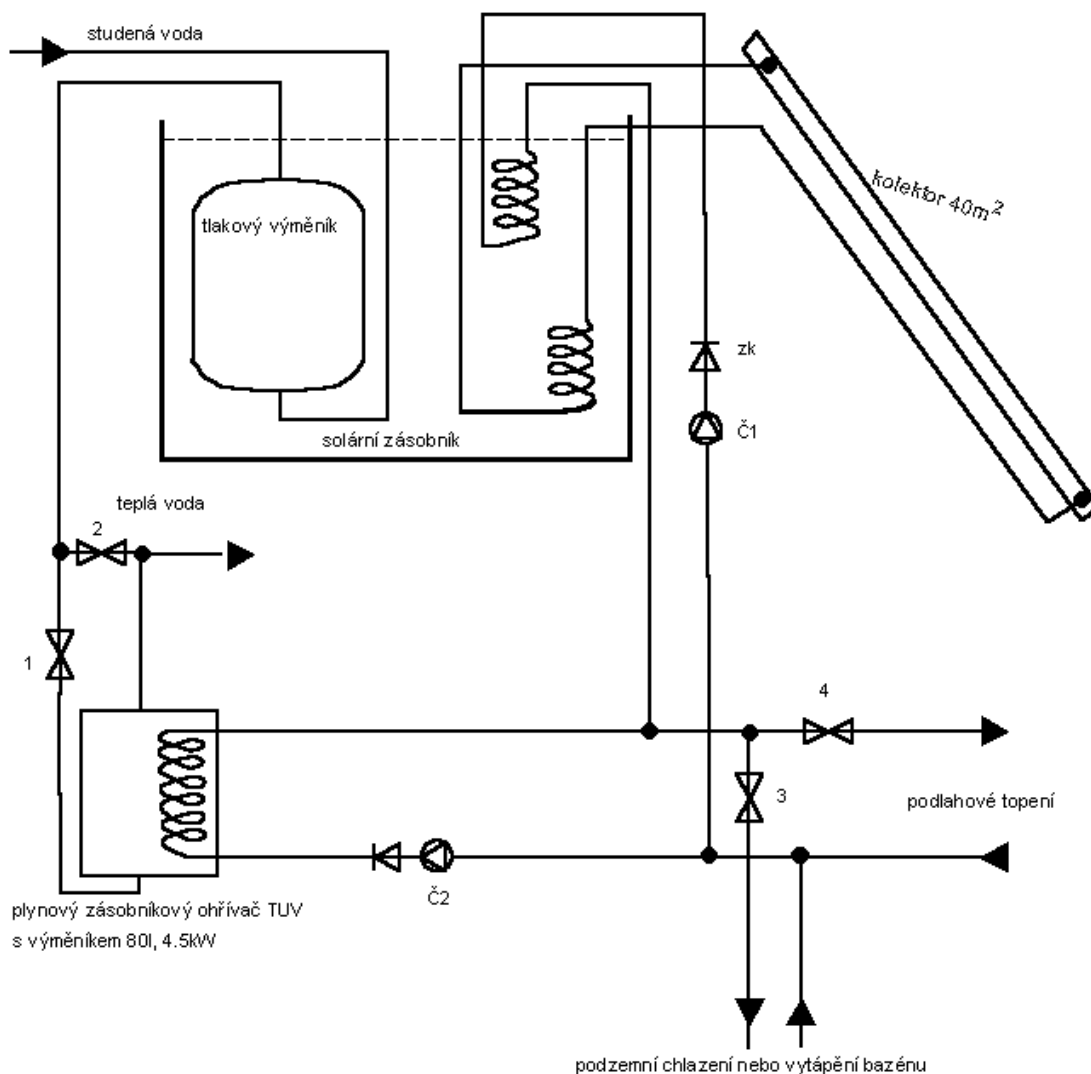 studená voda
kolektor 40m²
tlakový výměník
zk
Č1
solární zásobník
teplá voda
2
1
4
3
podlahové topení
Č2
plynový zásobníkový ohřívač TUV
s výměníkem 80l, 4.5kW
podzemní chlazení nebo vytápění bazénu